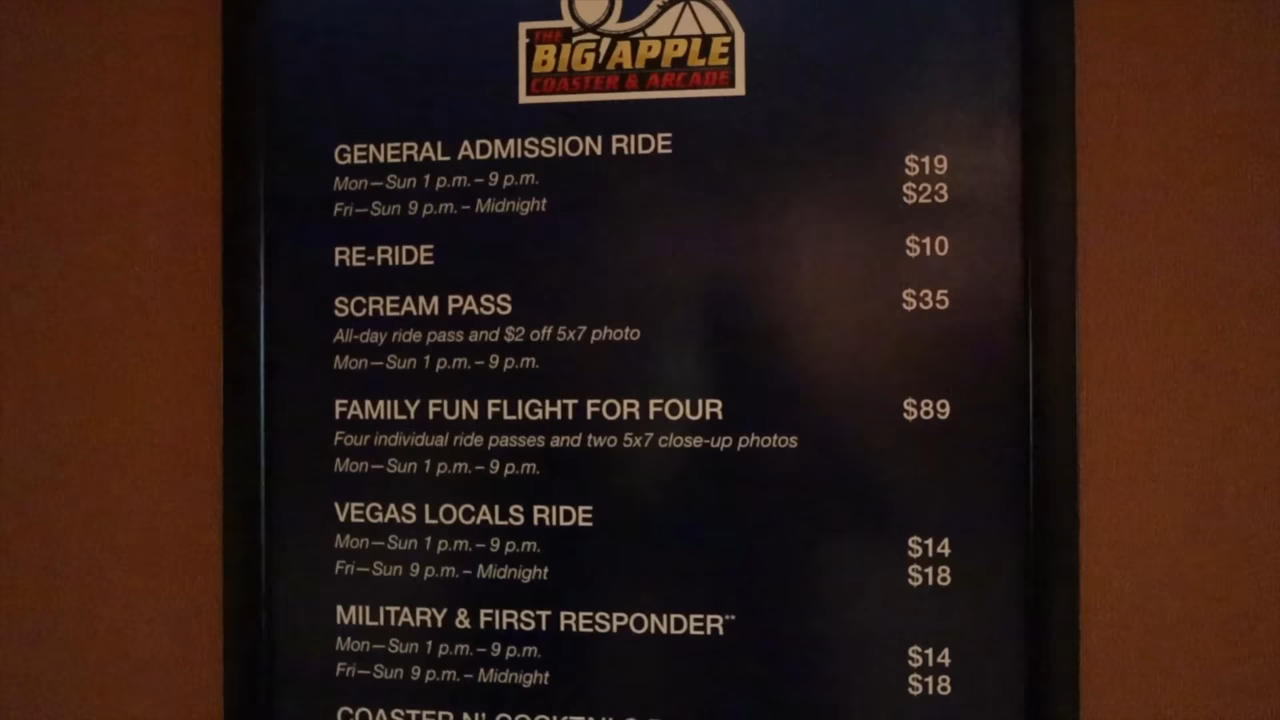 THE
BIG APPLE
COASTER & ARCADE
GENERAL ADMISSION RIDE
Mon—Sun 1 p.m. – 9 p.m. $19
Fri—Sun 9 p.m. – Midnight $23
RE-RIDE $10
SCREAM PASS $35
All-day ride pass and $2 off 5x7 photo
Mon—Sun 1 p.m. – 9 p.m.
FAMILY FUN FLIGHT FOR FOUR $89
Four individual ride passes and two 5x7 close-up photos
Mon—Sun 1 p.m. – 9 p.m.
VEGAS LOCALS RIDE
Mon—Sun 1 p.m. – 9 p.m. $14
Fri—Sun 9 p.m. – Midnight $18
MILITARY & FIRST RESPONDER**
Mon—Sun 1 p.m. – 9 p.m. $14
Fri—Sun 9 p.m. – Midnight $18
COASTER N' COCKTAILS